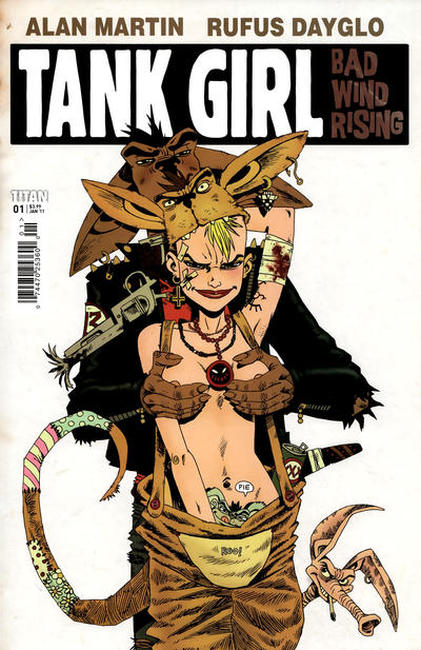 ALAN MARTIN RUFUS DAYGLO
TANK GIRL
BAD
WIND
RISING
TITAN
01
$3.99
JAN '11
PIE
ROO!